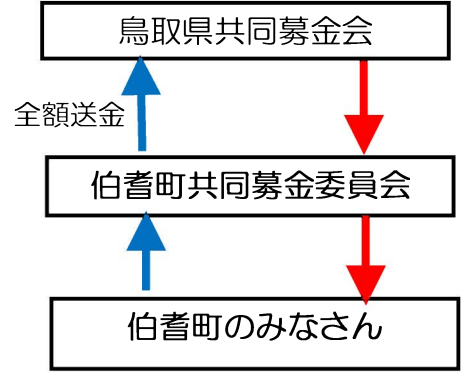 鳥取県共同募金会
全額送金
伯耆町共同募金委員会
伯耆町のみなさん